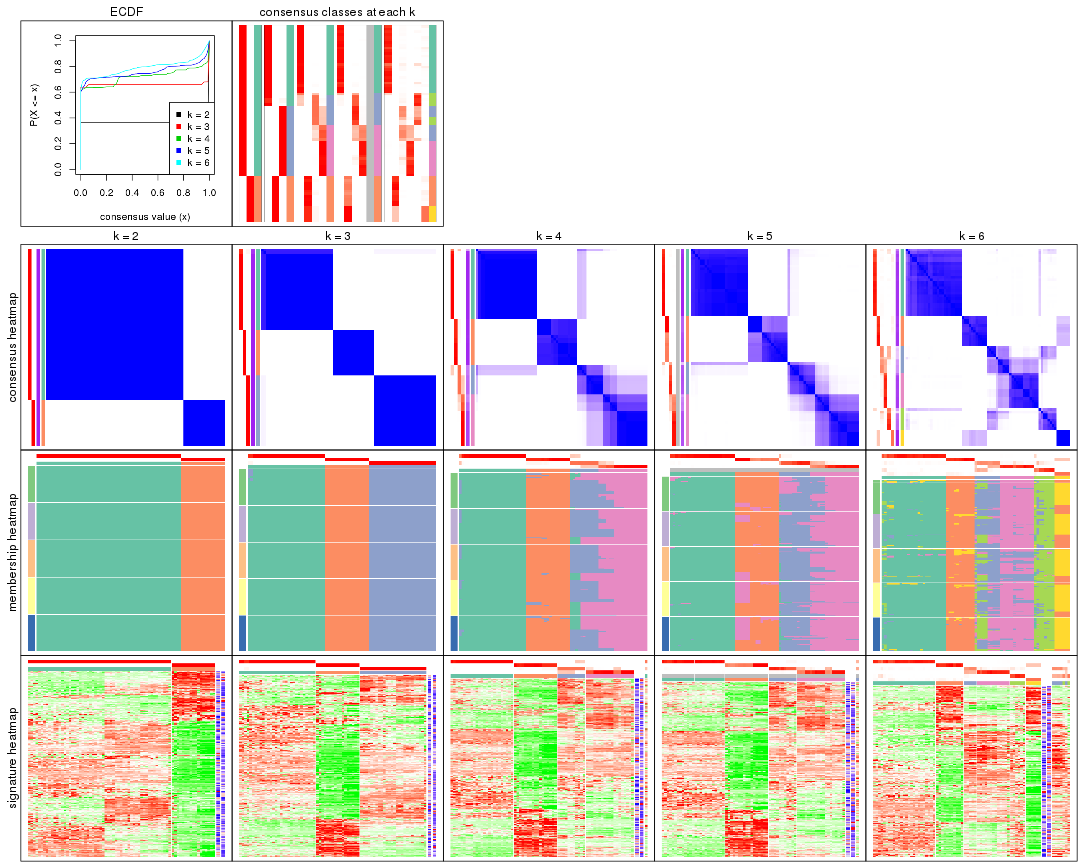 ECDF
consensus classes at each k
P(X <= x)
0.0 0.2 0.4 0.6 0.8 1.0
k = 2
k = 3
k = 4
k = 5
k = 6
0.0 0.2 0.4 0.6 0.8 1.0
consensus value (x)
k = 2
k = 3
k = 4
k = 5
k = 6
consensus heatmap
membership heatmap
signature heatmap